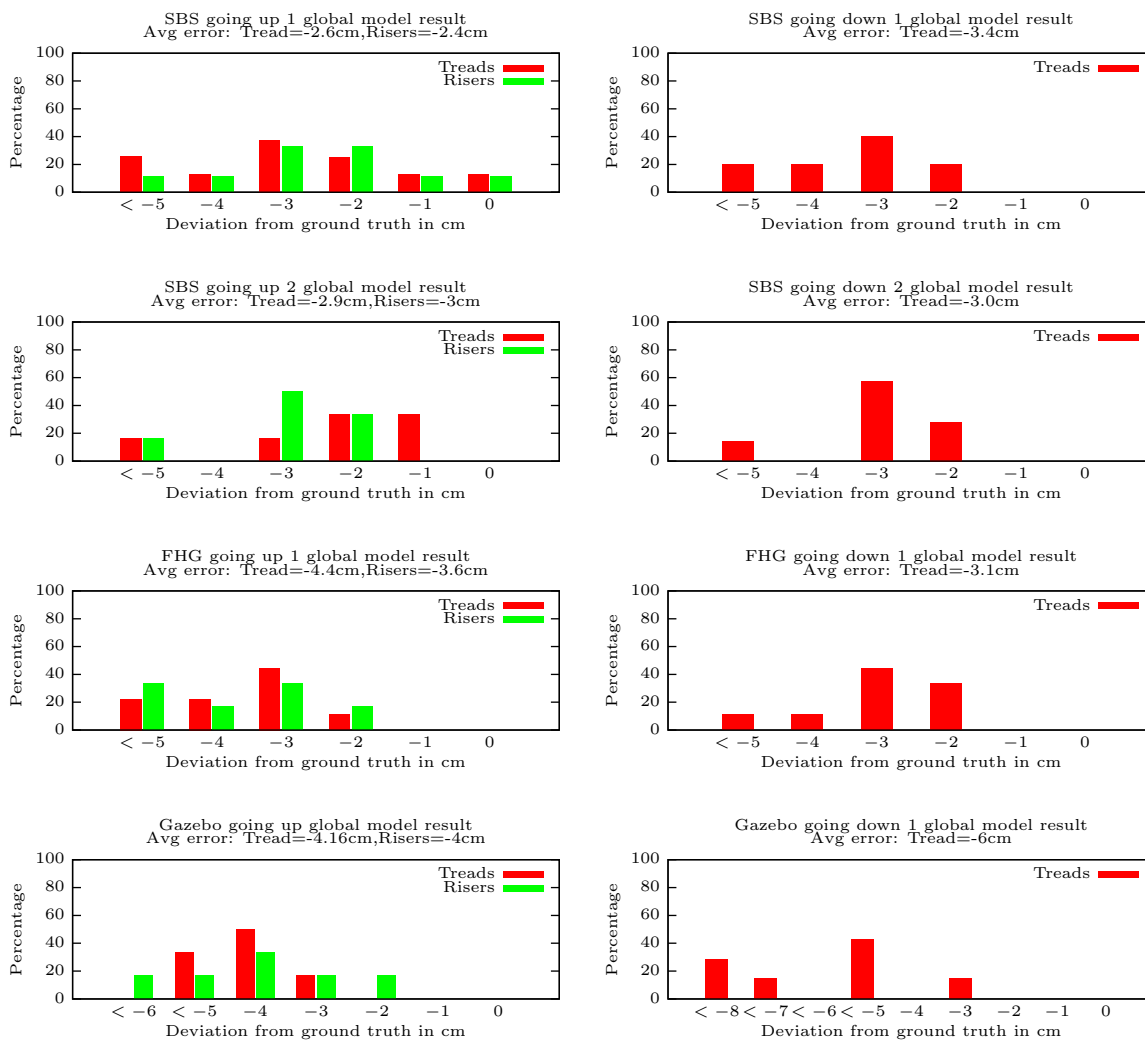 SBS going up 1 global model result
Avg error: Tread=-2.6cm,Risers=-2.4cm
100
80
60
40
20
0
Percentage
Treads
Risers
< −5 −4 −3 −2 −1 0
Deviation from ground truth in cm
SBS going down 1 global model result
Avg error: Tread=-3.4cm
100
80
60
40
20
0
Percentage
Treads
< −5 −4 −3 −2 −1 0
Deviation from ground truth in cm
SBS going up 2 global model result
Avg error: Tread=-2.9cm,Risers=-3cm
100
80
60
40
20
0
Percentage
Treads
Risers
< −5 −4 −3 −2 −1 0
Deviation from ground truth in cm
SBS going down 2 global model result
Avg error: Tread=-3.0cm
100
80
60
40
20
0
Percentage
Treads
< −5 −4 −3 −2 −1 0
Deviation from ground truth in cm
FHG going up 1 global model result
Avg error: Tread=-4.4cm,Risers=-3.6cm
100
80
60
40
20
0
Percentage
Treads
Risers
< −5 −4 −3 −2 −1 0
Deviation from ground truth in cm
FHG going down 1 global model result
Avg error: Tread=-3.1cm
100
80
60
40
20
0
Percentage
Treads
< −5 −4 −3 −2 −1 0
Deviation from ground truth in cm
Gazebo going up global model result
Avg error: Tread=-4.16cm,Risers=-4cm
100
80
60
40
20
0
Percentage
Treads
Risers
< −6 < −5 −4 −3 −2 −1 0
Deviation from ground truth in cm
Gazebo going down 1 global model result
Avg error: Tread=-6cm
100
80
60
40
20
0
Percentage
Treads
< −8 < −7 < −6 < −5 −4 −3 −2 −1 0
Deviation from ground truth in cm